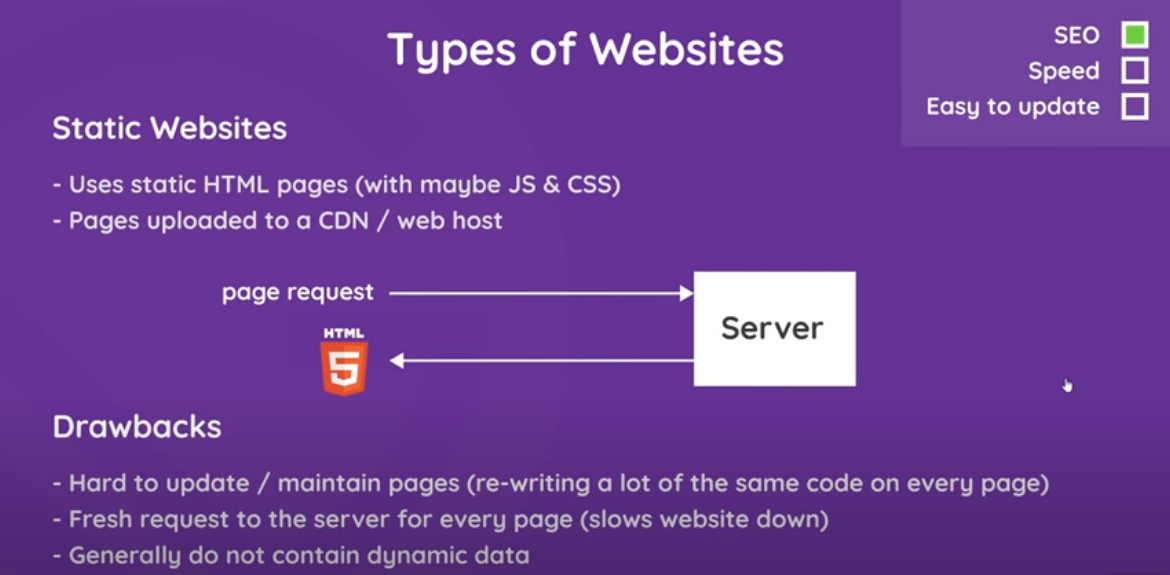 Types of Websites
SEO
Speed
Easy to update
Static Websites
- Uses static HTML pages (with maybe JS & CSS)
- Pages uploaded to a CDN / web host
page request
HTML
5
Server
Drawbacks
- Hard to update / maintain pages (re-writing a lot of the same code on every page)
- Fresh request to the server for every page (slows website down)
- Generally do not contain dynamic data